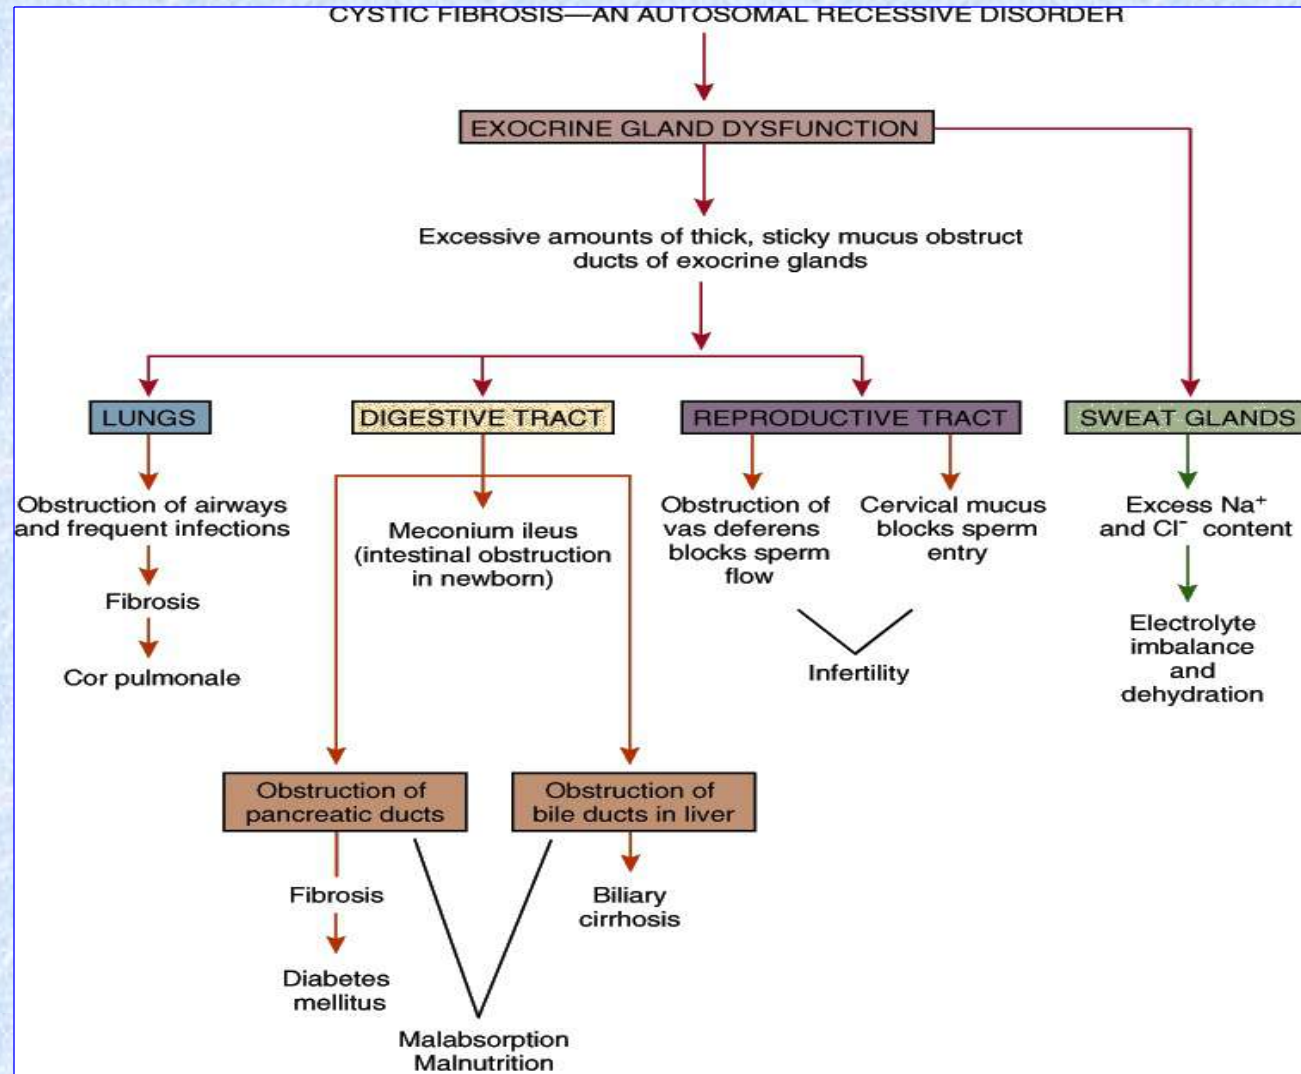 CYSTIC FIBROSIS—AN AUTOSOMAL RECESSIVE DISORDER
EXOCRINE GLAND DYSFUNCTION
Excessive amounts of thick, sticky mucus obstruct
ducts of exocrine glands
LUNGS
Obstruction of airways
and frequent infections
Fibrosis
Cor pulmonale
DIGESTIVE TRACT
Meconium ileus
(intestinal obstruction
in newborn)
Obstruction of
pancreatic ducts
Fibrosis
Diabetes
mellitus
Obstruction of
bile ducts in liver
Biliary
cirrhosis
Malabsorption
Malnutrition
REPRODUCTIVE TRACT
Obstruction of
vas deferens
blocks sperm
flow
Cervical mucus
blocks sperm
entry
Infertility
SWEAT GLANDS
Excess Na⁺
and Cl⁻ content
Electrolyte
imbalance
and
dehydration